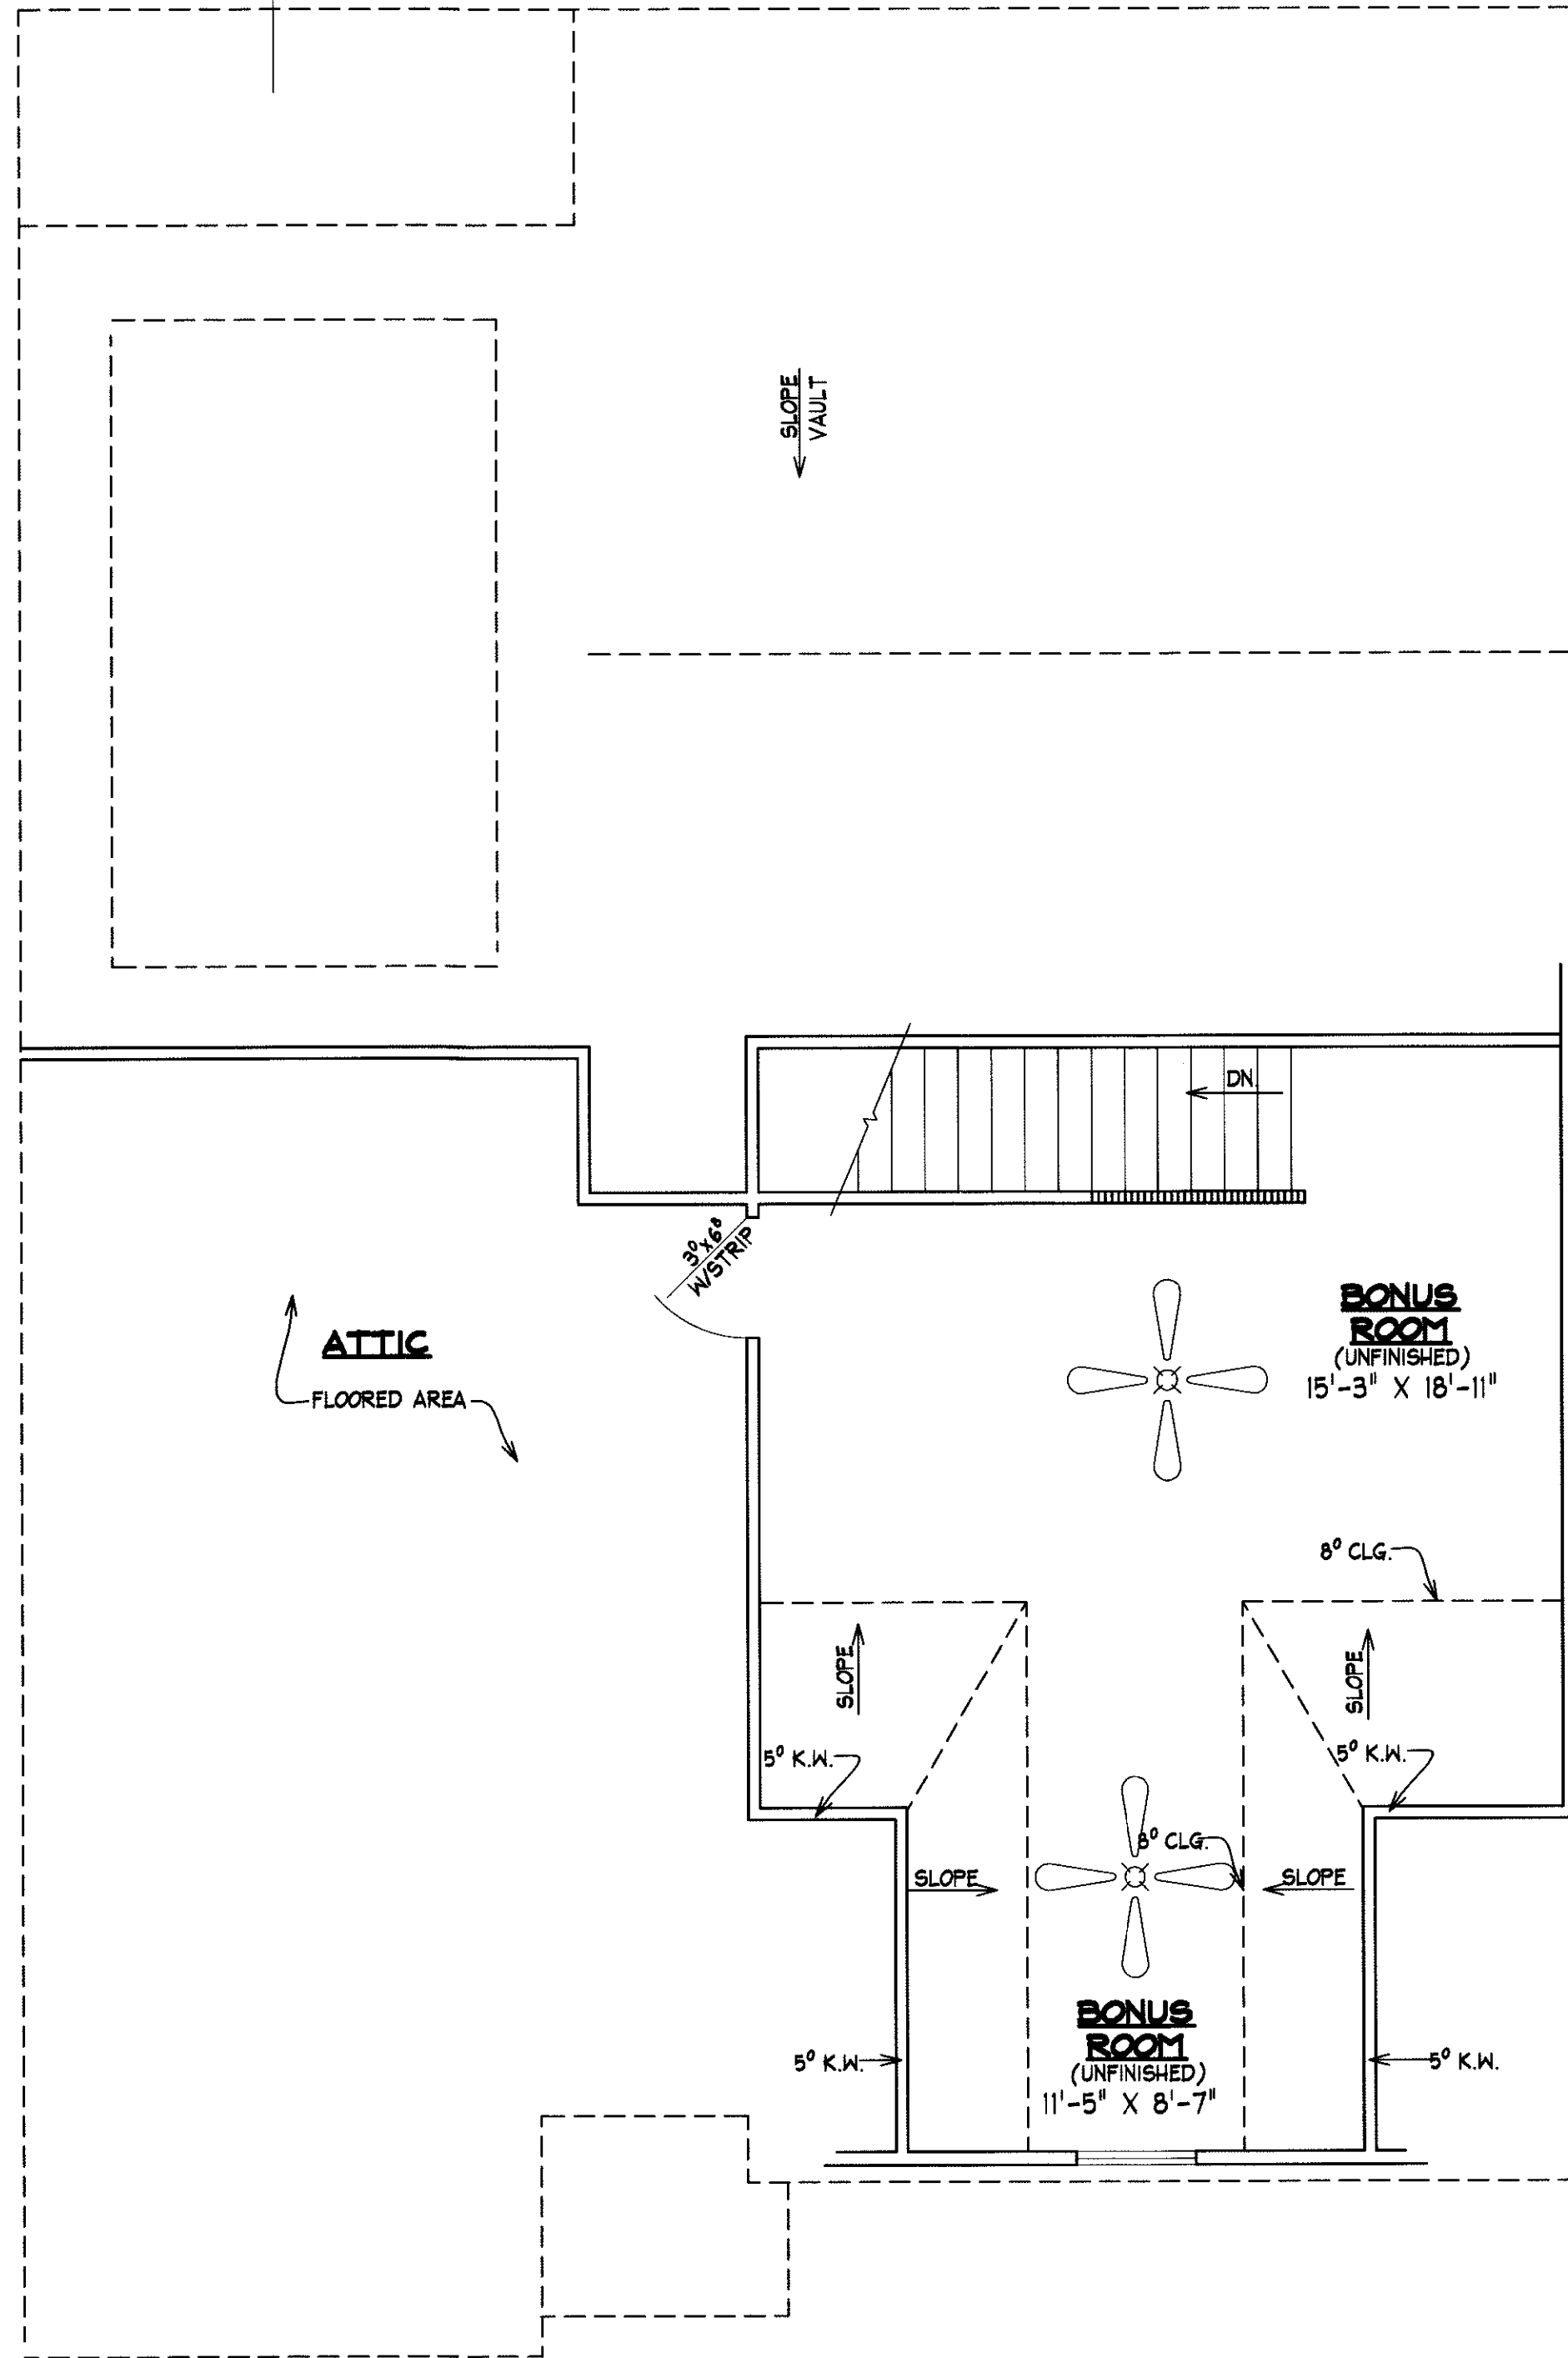 SLOPE
VAULT
DN.
3⁰x6⁸
W/STRIP
ATTIC
FLOORED AREA
BONUS
ROOM
(UNFINISHED)
15'-3" X 18'-11"
8⁰ CLG.
SLOPE
SLOPE
5⁰ K.W.
5⁰ K.W.
8⁰ CLG.
SLOPE
SLOPE
BONUS
ROOM
(UNFINISHED)
11'-5" X 8'-7"
5⁰ K.W.
5⁰ K.W.